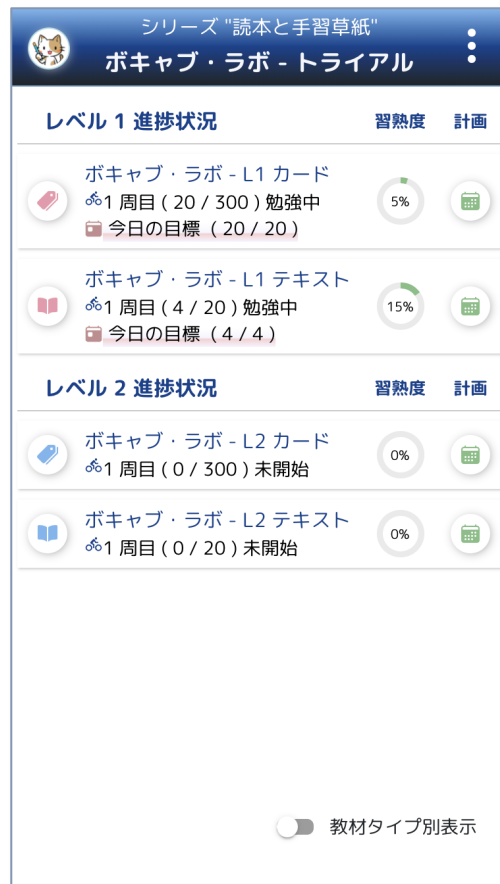 シリーズ "読本と手習草紙"
ボキャブ・ラボ - トライアル
レベル 1 進捗状況 習熟度 計画
ボキャブ・ラボ - L1 カード
1 周目 ( 20 / 300 ) 勉強中
5%
今日の目標 ( 20 / 20 )
ボキャブ・ラボ - L1 テキスト
1 周目 ( 4 / 20 ) 勉強中
15%
今日の目標 ( 4 / 4 )
レベル 2 進捗状況 習熟度 計画
ボキャブ・ラボ - L2 カード
1 周目 ( 0 / 300 ) 未開始
0%
ボキャブ・ラボ - L2 テキスト
1 周目 ( 0 / 20 ) 未開始
0%
教材タイプ別表示